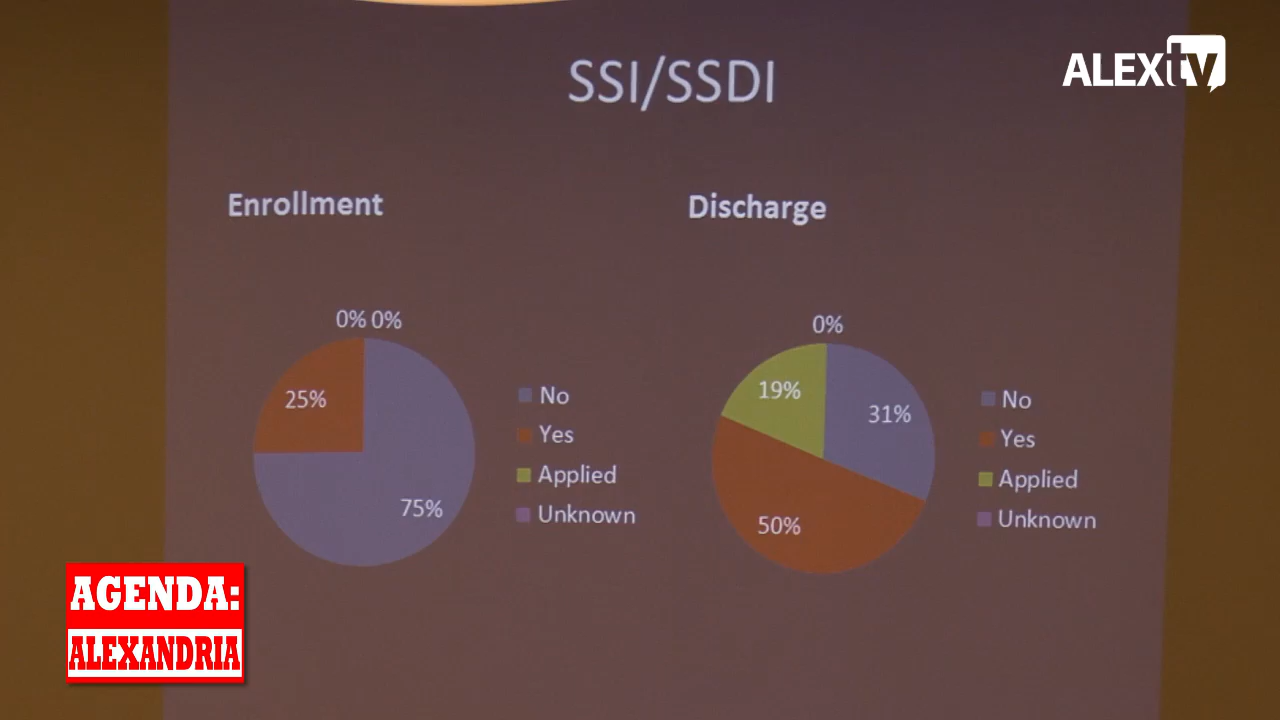 SSI/SSDI
ALEXtv
Enrollment
Discharge
0% 0%
25%
75%
No
Yes
Applied
Unknown
0%
19%
31%
50%
No
Yes
Applied
Unknown
AGENDA:
ALEXANDRIA